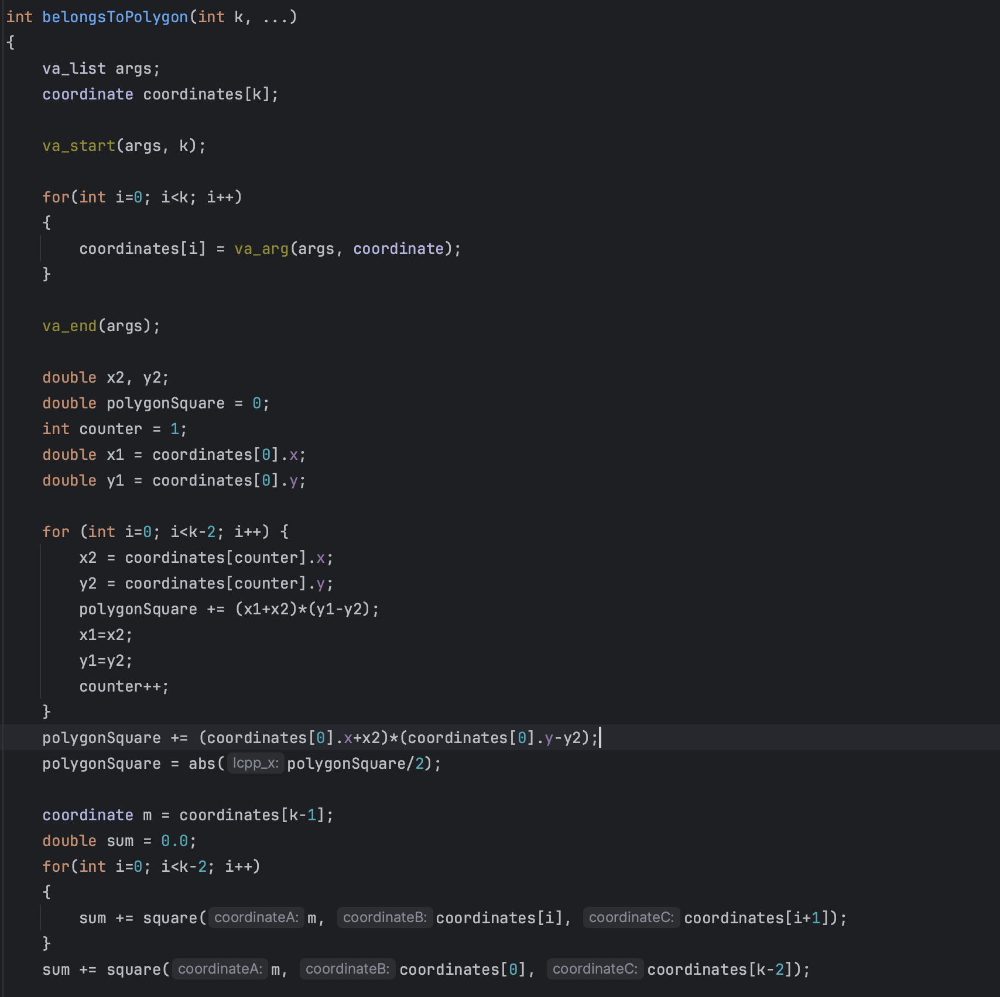 int belongsToPolygon(int k, ...)
{
    va_list args;
    coordinate coordinates[k];

    va_start(args, k);

    for(int i=0; i<k; i++)
    {
        coordinates[i] = va_arg(args, coordinate);
    }

    va_end(args);

    double x2, y2;
    double polygonSquare = 0;
    int counter = 1;
    double x1 = coordinates[0].x;
    double y1 = coordinates[0].y;

    for (int i=0; i<k-2; i++) {
        x2 = coordinates[counter].x;
        y2 = coordinates[counter].y;
        polygonSquare += (x1+x2)*(y1-y2);
        x1=x2;
        y1=y2;
        counter++;
    }
    polygonSquare += (coordinates[0].x+x2)*(coordinates[0].y-y2);
    polygonSquare = abs( lcpp_x: polygonSquare/2);

    coordinate m = coordinates[k-1];
    double sum = 0.0;
    for(int i=0; i<k-2; i++)
    {
        sum += square( coordinateA: m, coordinateB: coordinates[i], coordinateC: coordinates[i+1]);
    }
    sum += square( coordinateA: m, coordinateB: coordinates[0], coordinateC: coordinates[k-2]);